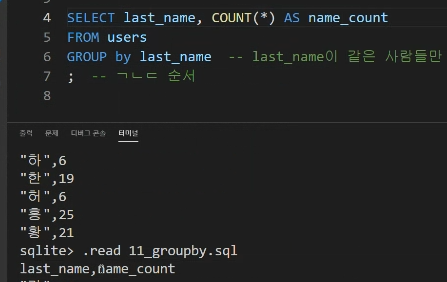 4 SELECT last_name, COUNT(*) AS name_count
5 FROM users
6 GROUP by last_name -- last_name이 같은 사람들만
7 ; -- ㄱㄴㄷ 순서
8
출력 문제 디버그 콘솔 터미널
"하",6
"한",19
"허",6
"홍",25
"황",21
sqlite> .read 11_groupby.sql
last_name,name_count